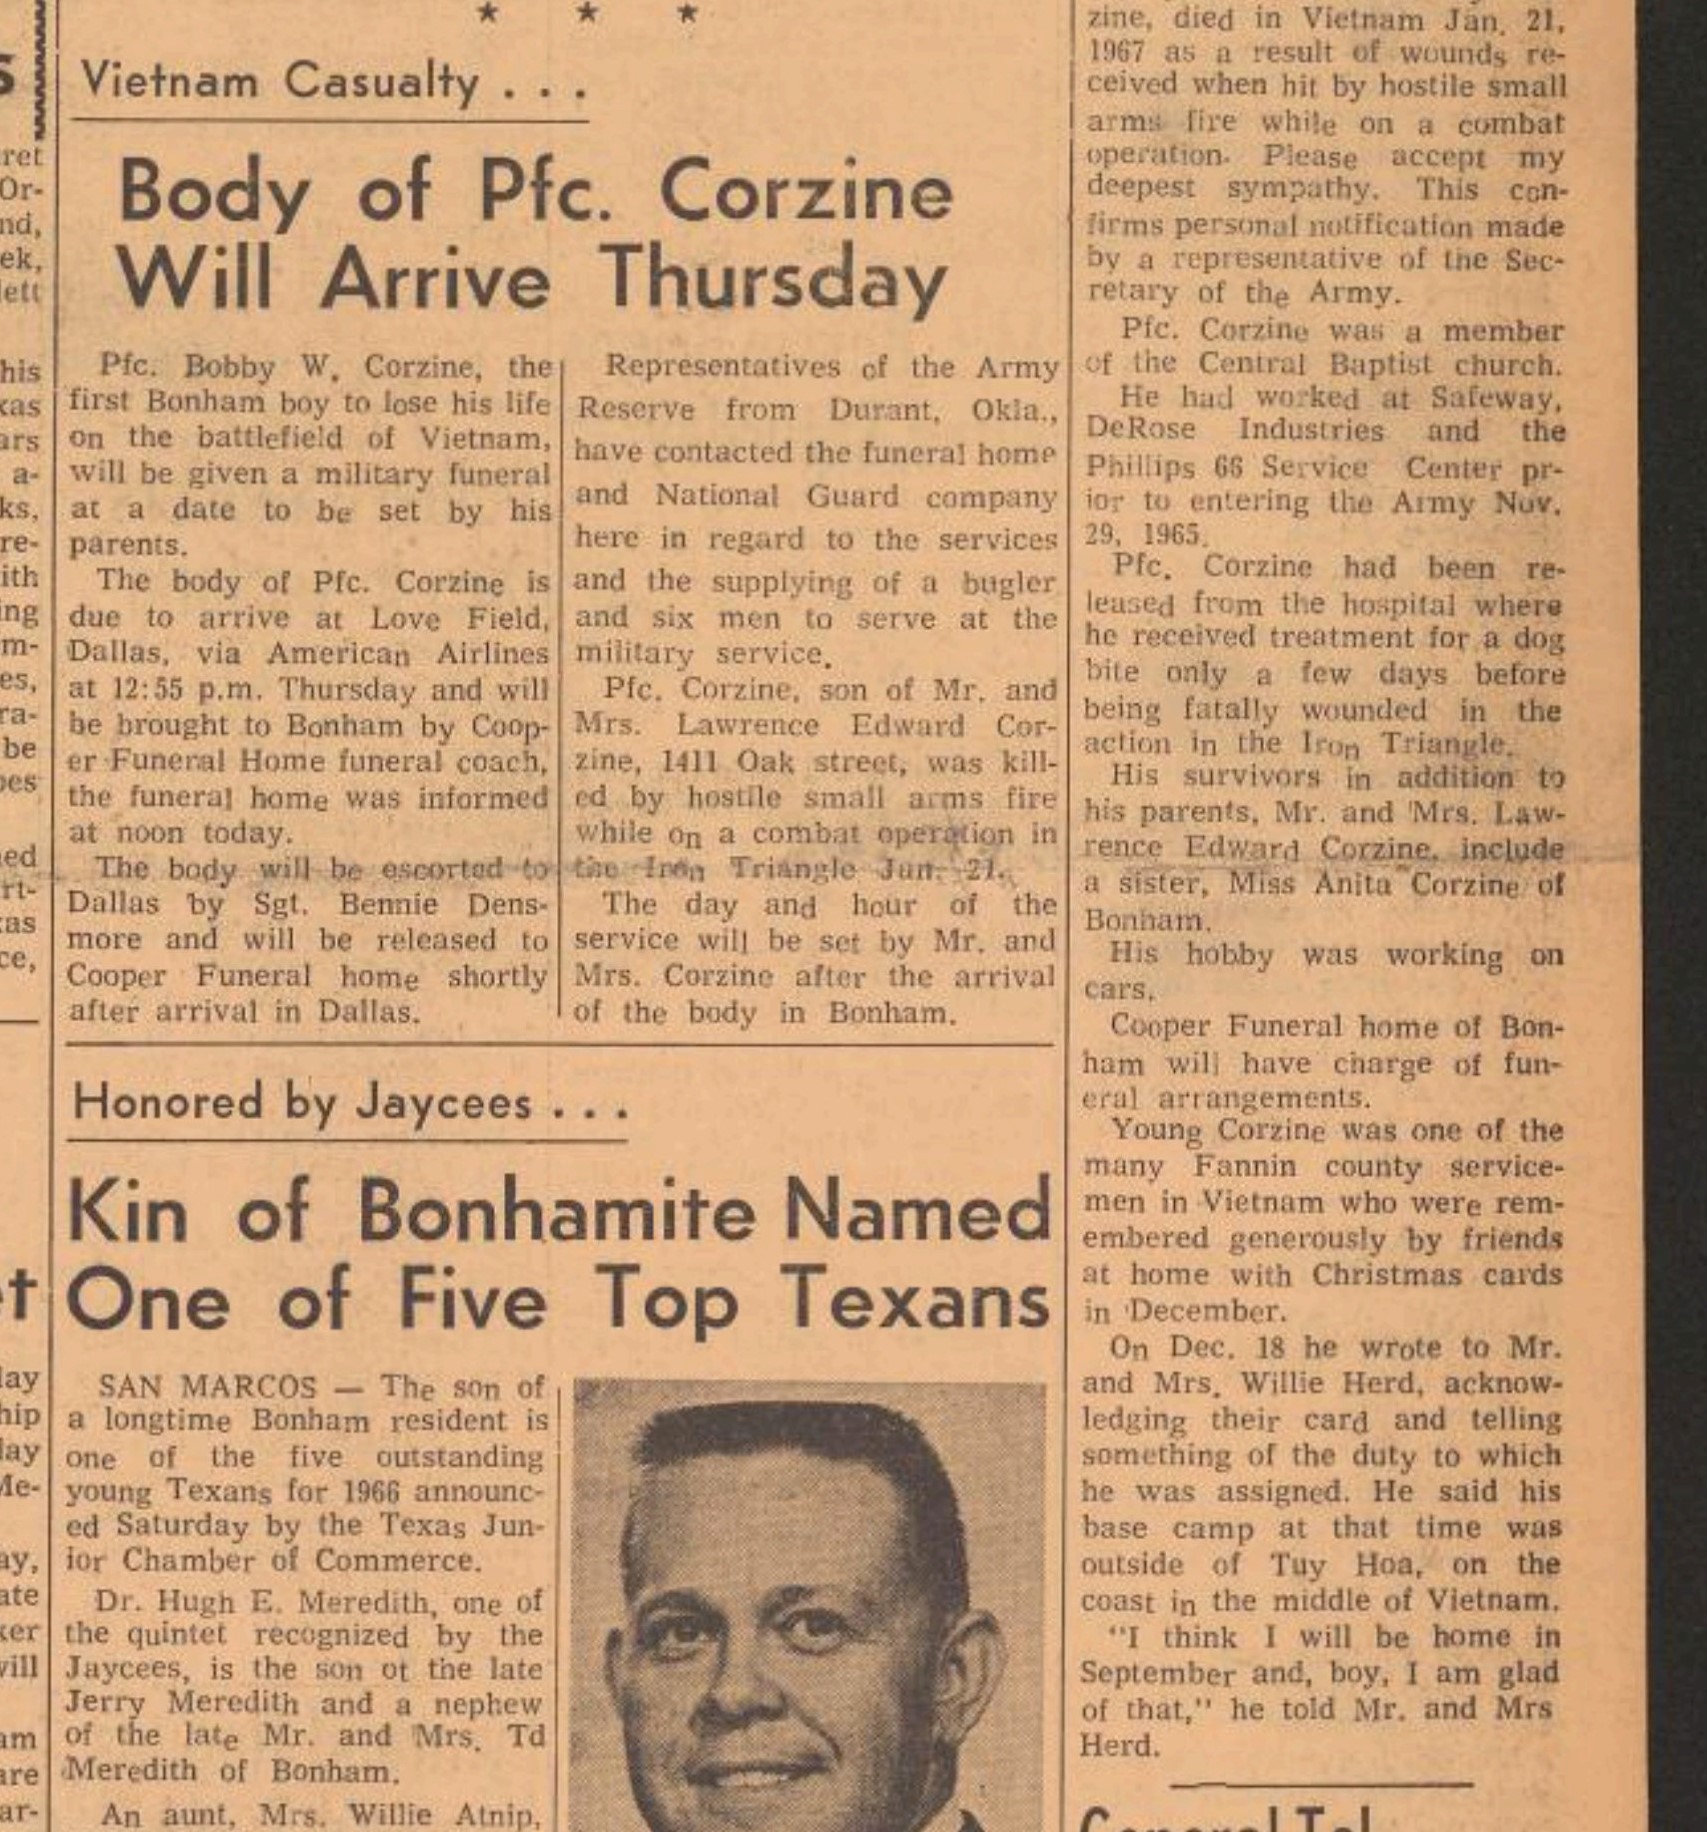 * * *
Vietnam Casualty . . .
Body of Pfc. Corzine
Will Arrive Thursday
Pfc. Bobby W. Corzine, the
first Bonham boy to lose his life
on the battlefield of Vietnam,
will be given a military funeral
at a date to be set by his
parents.
The body of Pfc. Corzine is
due to arrive at Love Field,
Dallas, via American Airlines
at 12:55 p.m. Thursday and will
be brought to Bonham by Coop-
er Funeral Home funeral coach,
the funeral home was informed
at noon today.
The body will be escorted to
Dallas by Sgt. Bennie Dens-
more and will be released to
Cooper Funeral home shortly
after arrival in Dallas.
Representatives of the Army
Reserve from Durant, Okla.,
have contacted the funeral home
and National Guard company
here in regard to the services
and the supplying of a bugler
and six men to serve at the
military service.
Pfc. Corzine, son of Mr. and
Mrs. Lawrence Edward Cor-
zine, 1411 Oak street, was kill-
ed by hostile small arms fire
while on a combat operation in
the Iron Triangle Jan. 21.
The day and hour of the
service will be set by Mr. and
Mrs. Corzine after the arrival
of the body in Bonham.
Honored by Jaycees . . .
Kin of Bonhamite Named
One of Five Top Texans
SAN MARCOS — The son of
a longtime Bonham resident is
one of the five outstanding
young Texans for 1966 announc-
ed Saturday by the Texas Jun-
ior Chamber of Commerce.
Dr. Hugh E. Meredith, one of
the quintet recognized by the
Jaycees, is the son of the late
Jerry Meredith and a nephew
of the late Mr. and Mrs. Td
Meredith of Bonham.
An aunt, Mrs. Willie Atnip,
zine, died in Vietnam Jan. 21,
1967 as a result of wounds re-
ceived when hit by hostile small
arms fire while on a combat
operation. Please accept my
deepest sympathy. This con-
firms personal notification made
by a representative of the Sec-
retary of the Army.
Pfc. Corzine was a member
of the Central Baptist church.
He had worked at Safeway,
DeRose Industries and the
Phillips 66 Service Center pr-
ior to entering the Army Nov.
29, 1965.
Pfc. Corzine had been re-
leased from the hospital where
he received treatment for a dog
bite only a few days before
being fatally wounded in the
action in the Iron Triangle.
His survivors in addition to
his parents, Mr. and Mrs. Law-
rence Edward Corzine, include
a sister, Miss Anita Corzine of
Bonham.
His hobby was working on
cars.
Cooper Funeral home of Bon-
ham will have charge of fun-
eral arrangements.
Young Corzine was one of the
many Fannin county service-
men in Vietnam who were rem-
embered generously by friends
at home with Christmas cards
in December.
On Dec. 18 he wrote to Mr.
and Mrs. Willie Herd, acknow-
ledging their card and telling
something of the duty to which
he was assigned. He said his
base camp at that time was
outside of Tuy Hoa, on the
coast in the middle of Vietnam.
"I think I will be home in
September and, boy, I am glad
of that," he told Mr. and Mrs
Herd.